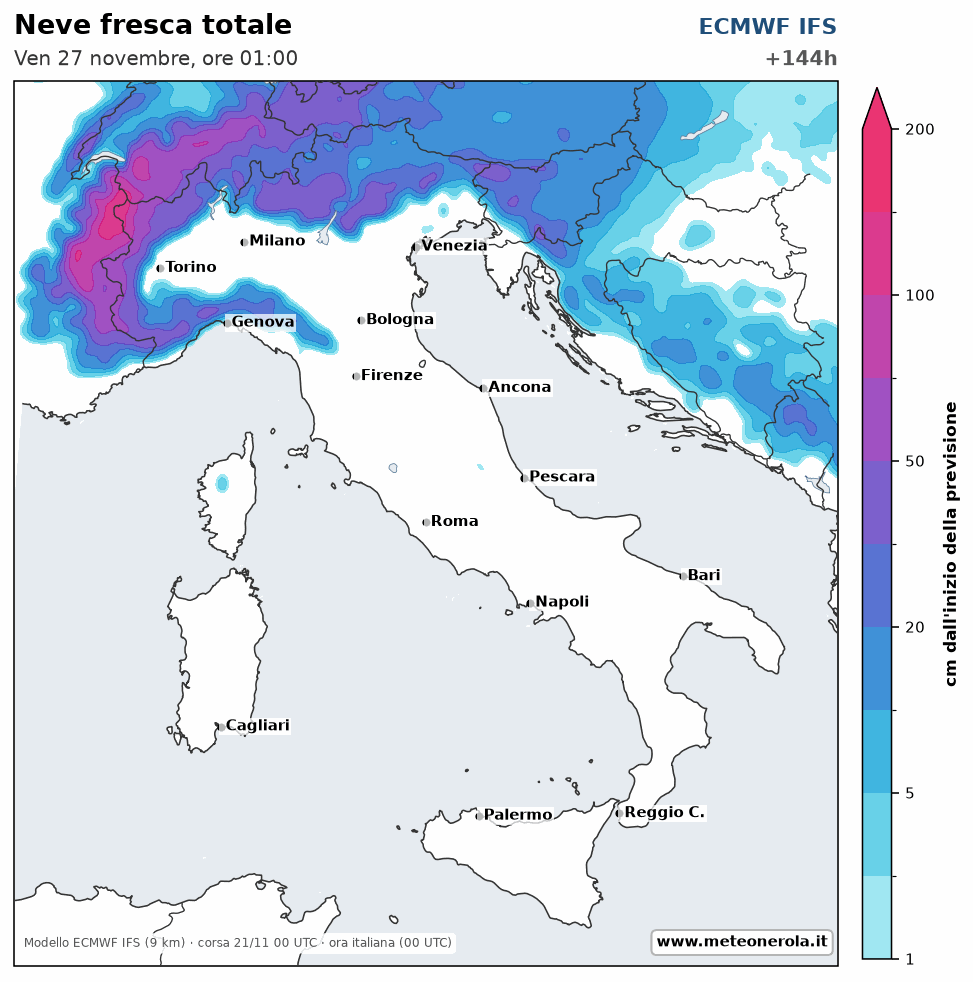 Neve fresca totale
ECMWF IFS
Ven 27 novembre, ore 01:00
+144h
200
Milano
Venezia
Torino
100
Genova
Bologna
Firenze
Ancona
50
Pescara
Roma
Bari
Napoli
20
cm dall'inizio della previsione
Cagliari
5
Palermo
Reggio C.
Modello ECMWF IFS (9 km) · corsa 21/11 00 UTC · ora italiana (00 UTC)
www.meteonerola.it
1